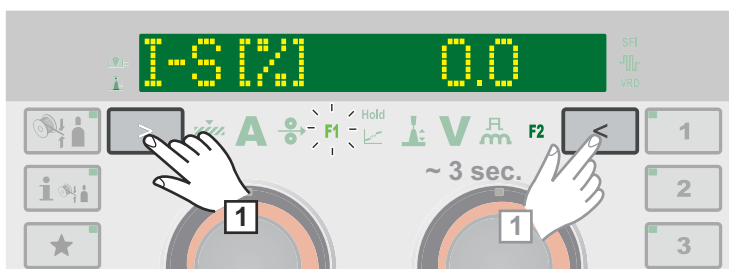 I-S [%] 0.0
SFI
VRD
> A F1 Hold V F2 < 1
~ 3 sec.
i 2
1 1
3